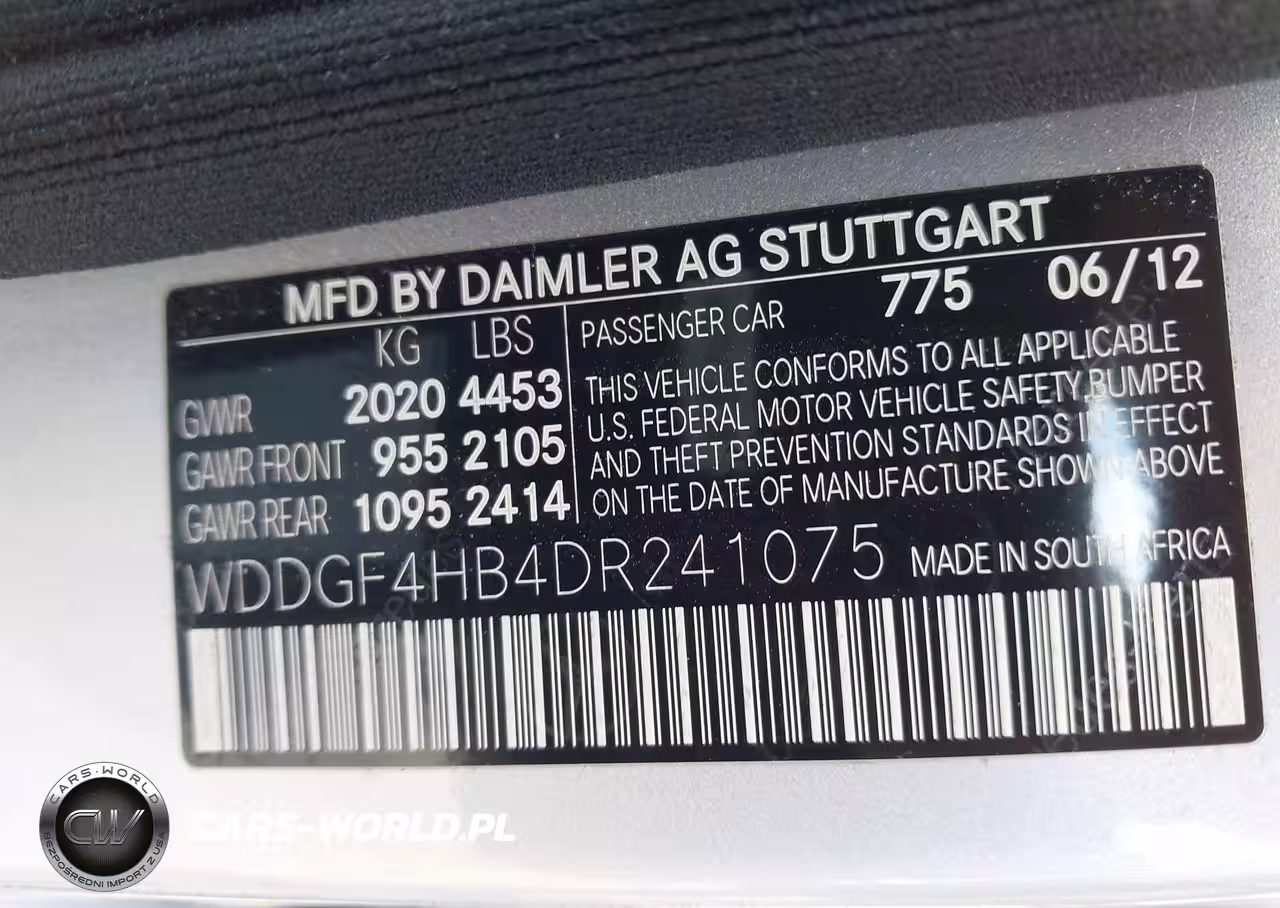 MFD BY DAIMLER AG STUTTGART
KG LBS
GVWR 2020 4453
GAWR FRONT 955 2105
GAWR REAR 1095 2414
PASSENGER CAR 775 06/12
THIS VEHICLE CONFORMS TO ALL APPLICABLE
U.S. FEDERAL MOTOR VEHICLE SAFETY,BUMPER
AND THEFT PREVENTION STANDARDS IN EFFECT
ON THE DATE OF MANUFACTURE SHOWN ABOVE
WDDGF4HB4DR241075 MADE IN SOUTH AFRICA
CARS-WORLD
CW
BEZPOŚREDNI IMPORT Z USA
CARS-WORLD.PL